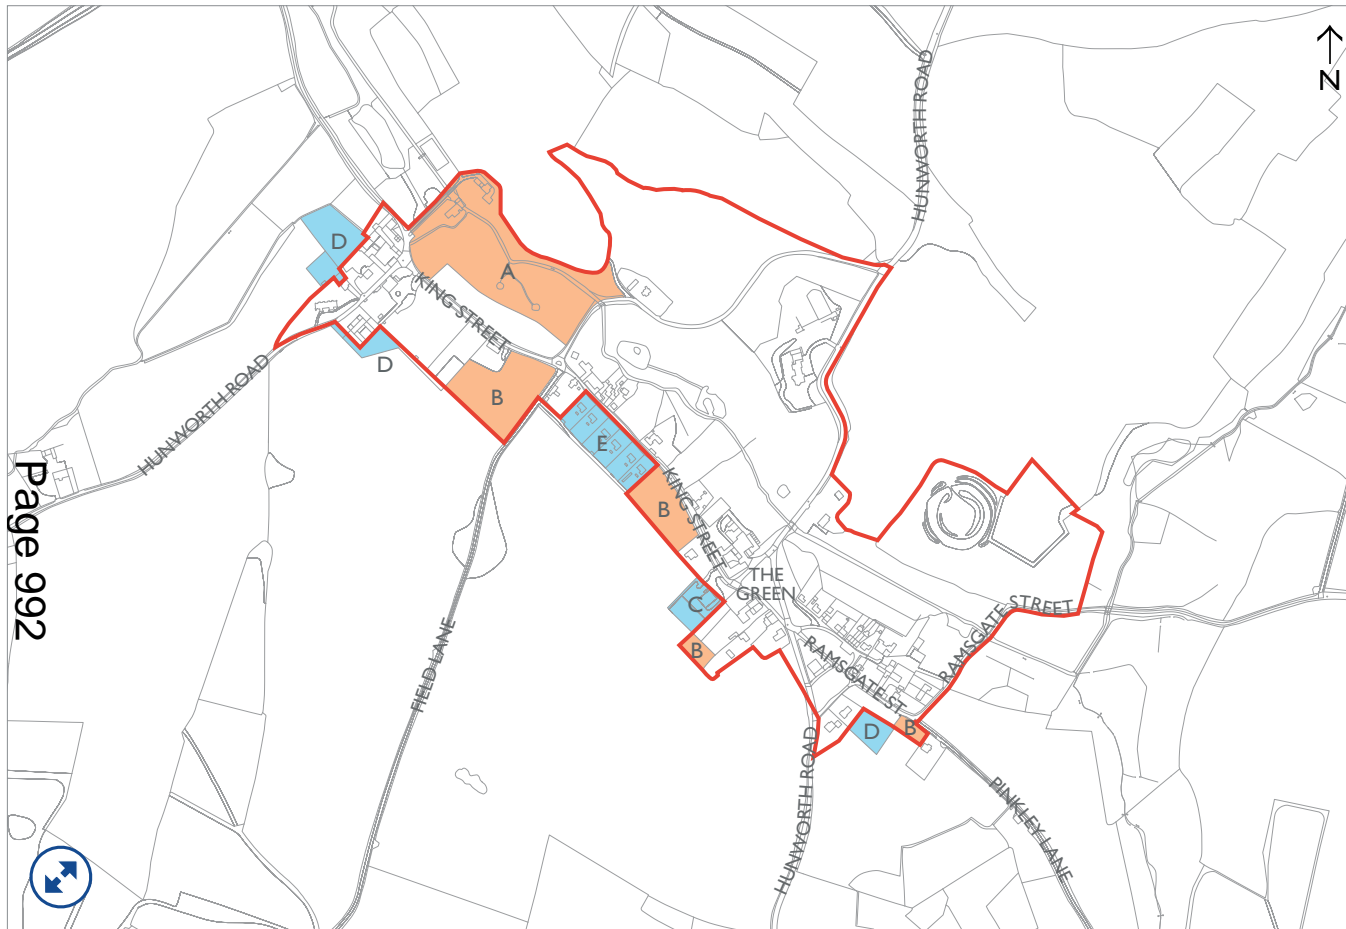 HUNWORTH ROAD
N
D
A
KING STREET
D
B
HUNWORTH ROAD
E
KING STREET
B
Page 992
THE
GREEN
C
RAMSGATE STREET
B
RAMSGATE ST.
FIELD LANE
D
B
HUNWORTH ROAD
PINKLEY LANE